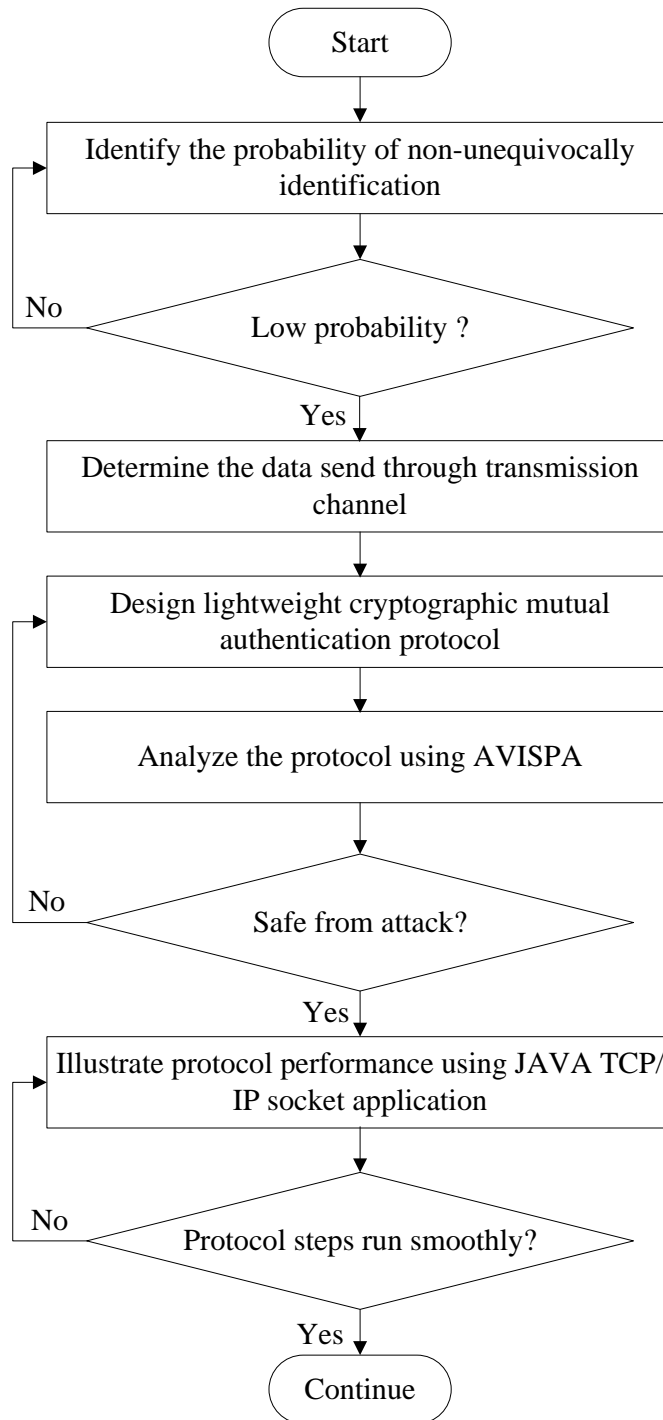 Start
Identify the probability of non-unequivocally
identification
No
Low probability ?
Yes
Determine the data send through transmission
channel
Design lightweight cryptographic mutual
authentication protocol
Analyze the protocol using AVISPA
No
Safe from attack?
Yes
Illustrate protocol performance using JAVA TCP/
IP socket application
No
Protocol steps run smoothly?
Yes
Continue